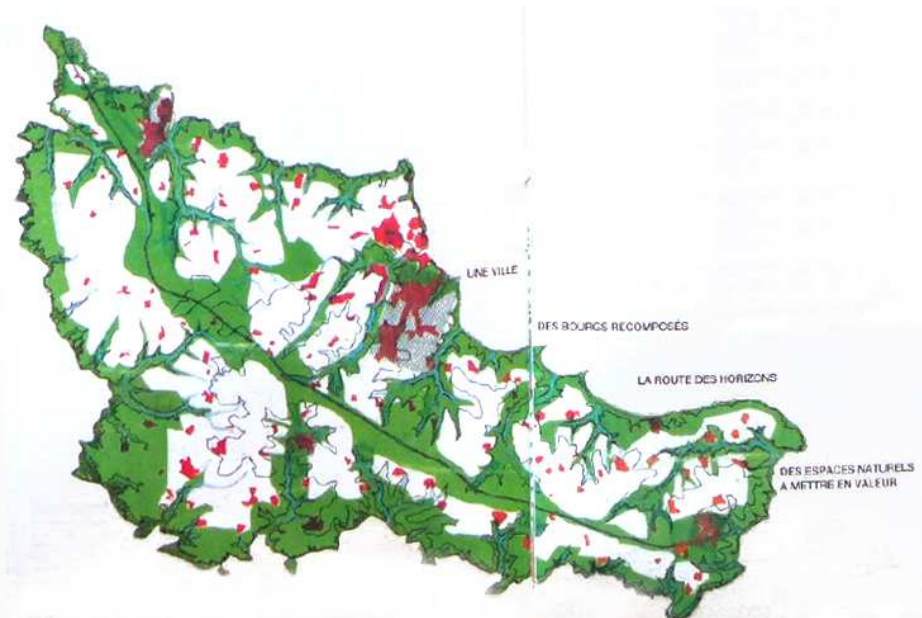 UNE VILLE
DES BOURGS RECOMPOSÉS
LA ROUTE DES HORIZONS
DES ESPACES NATURELS
A METTRE EN VALEUR